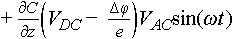 + ∂C/∂z (V_DC − Δφ/e) V_AC sin(ωt)